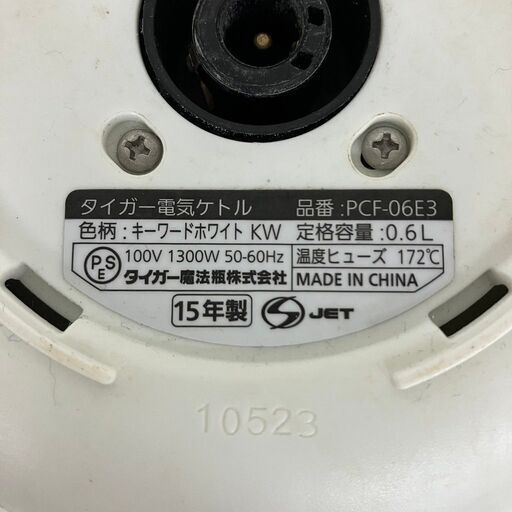 タイガー電気ケトル 品番:PCF-06E3
色柄:キーワードホワイト KW 定格容量:0.6L
PSE 100V 1300W 50-60Hz 温度ヒューズ 172℃
タイガー魔法瓶株式会社 MADE IN CHINA
15年製 S JET
10523